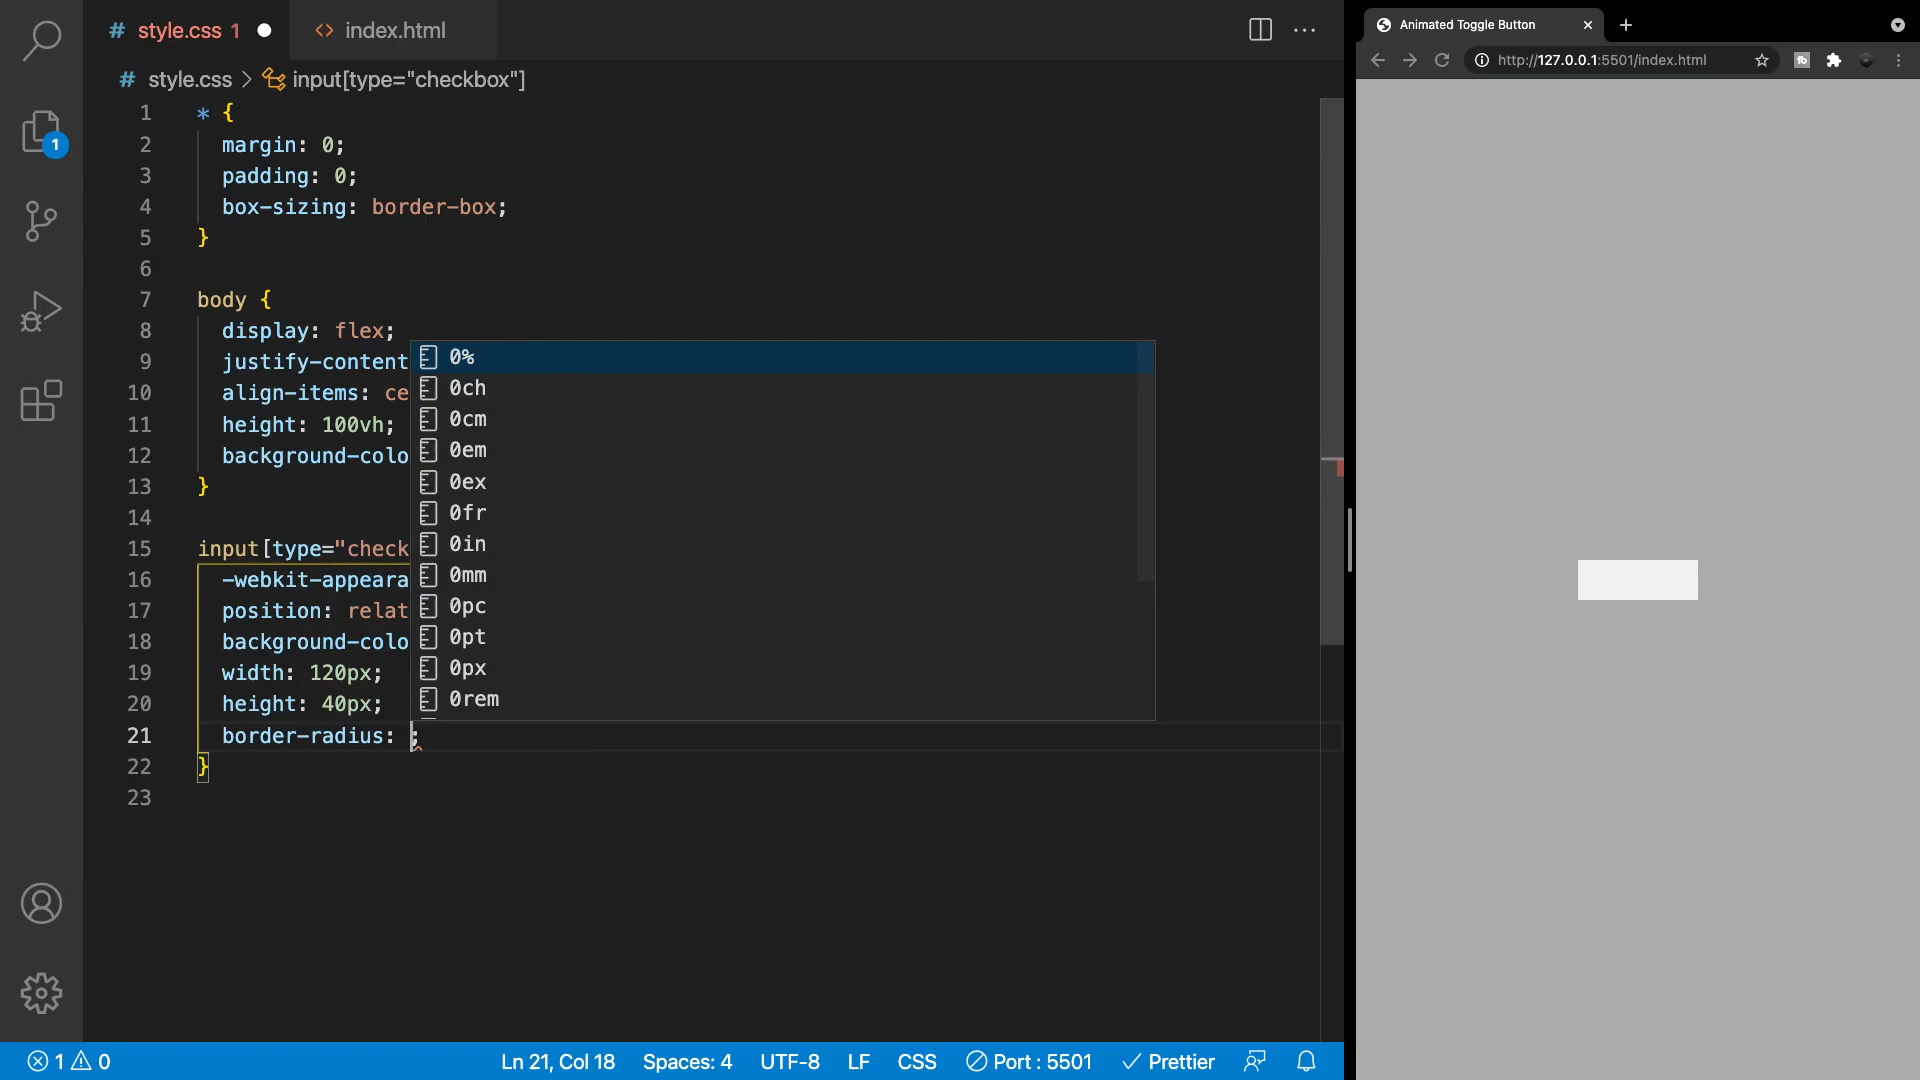 # style.css 1
<> index.html
# style.css > input[type="checkbox"]
1 * {
2 margin: 0;
3 padding: 0;
4 box-sizing: border-box;
5 }
6
7 body {
8 display: flex;
9 justify-content
10 align-items: ce
11 height: 100vh;
12 background-colo
13 }
14
15 input[type="check
16 -webkit-appeara
17 position: relat
18 background-colo
19 width: 120px;
20 height: 40px;
21 border-radius: ;
22 }
23
0%
0ch
0cm
0em
0ex
0fr
0in
0mm
0pc
0pt
0px
0rem
1
1 0
Ln 21, Col 18
Spaces: 4
UTF-8
LF
CSS
Port : 5501
Prettier
Animated Toggle Button
http://127.0.0.1:5501/index.html